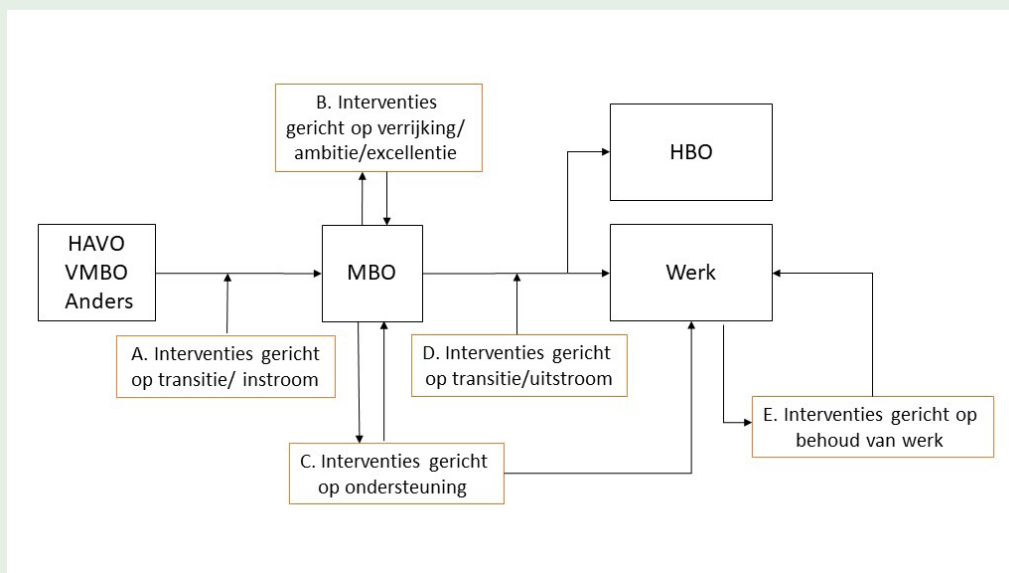 B. Interventies
gericht op verrijking/
ambitie/excellentie
HBO
HAVO
VMBO
Anders
MBO
Werk
A. Interventies gericht
op transitie/ instroom
D. Interventies gericht
op transitie/uitstroom
E. Interventies gericht op
behoud van werk
C. Interventies gericht
op ondersteuning